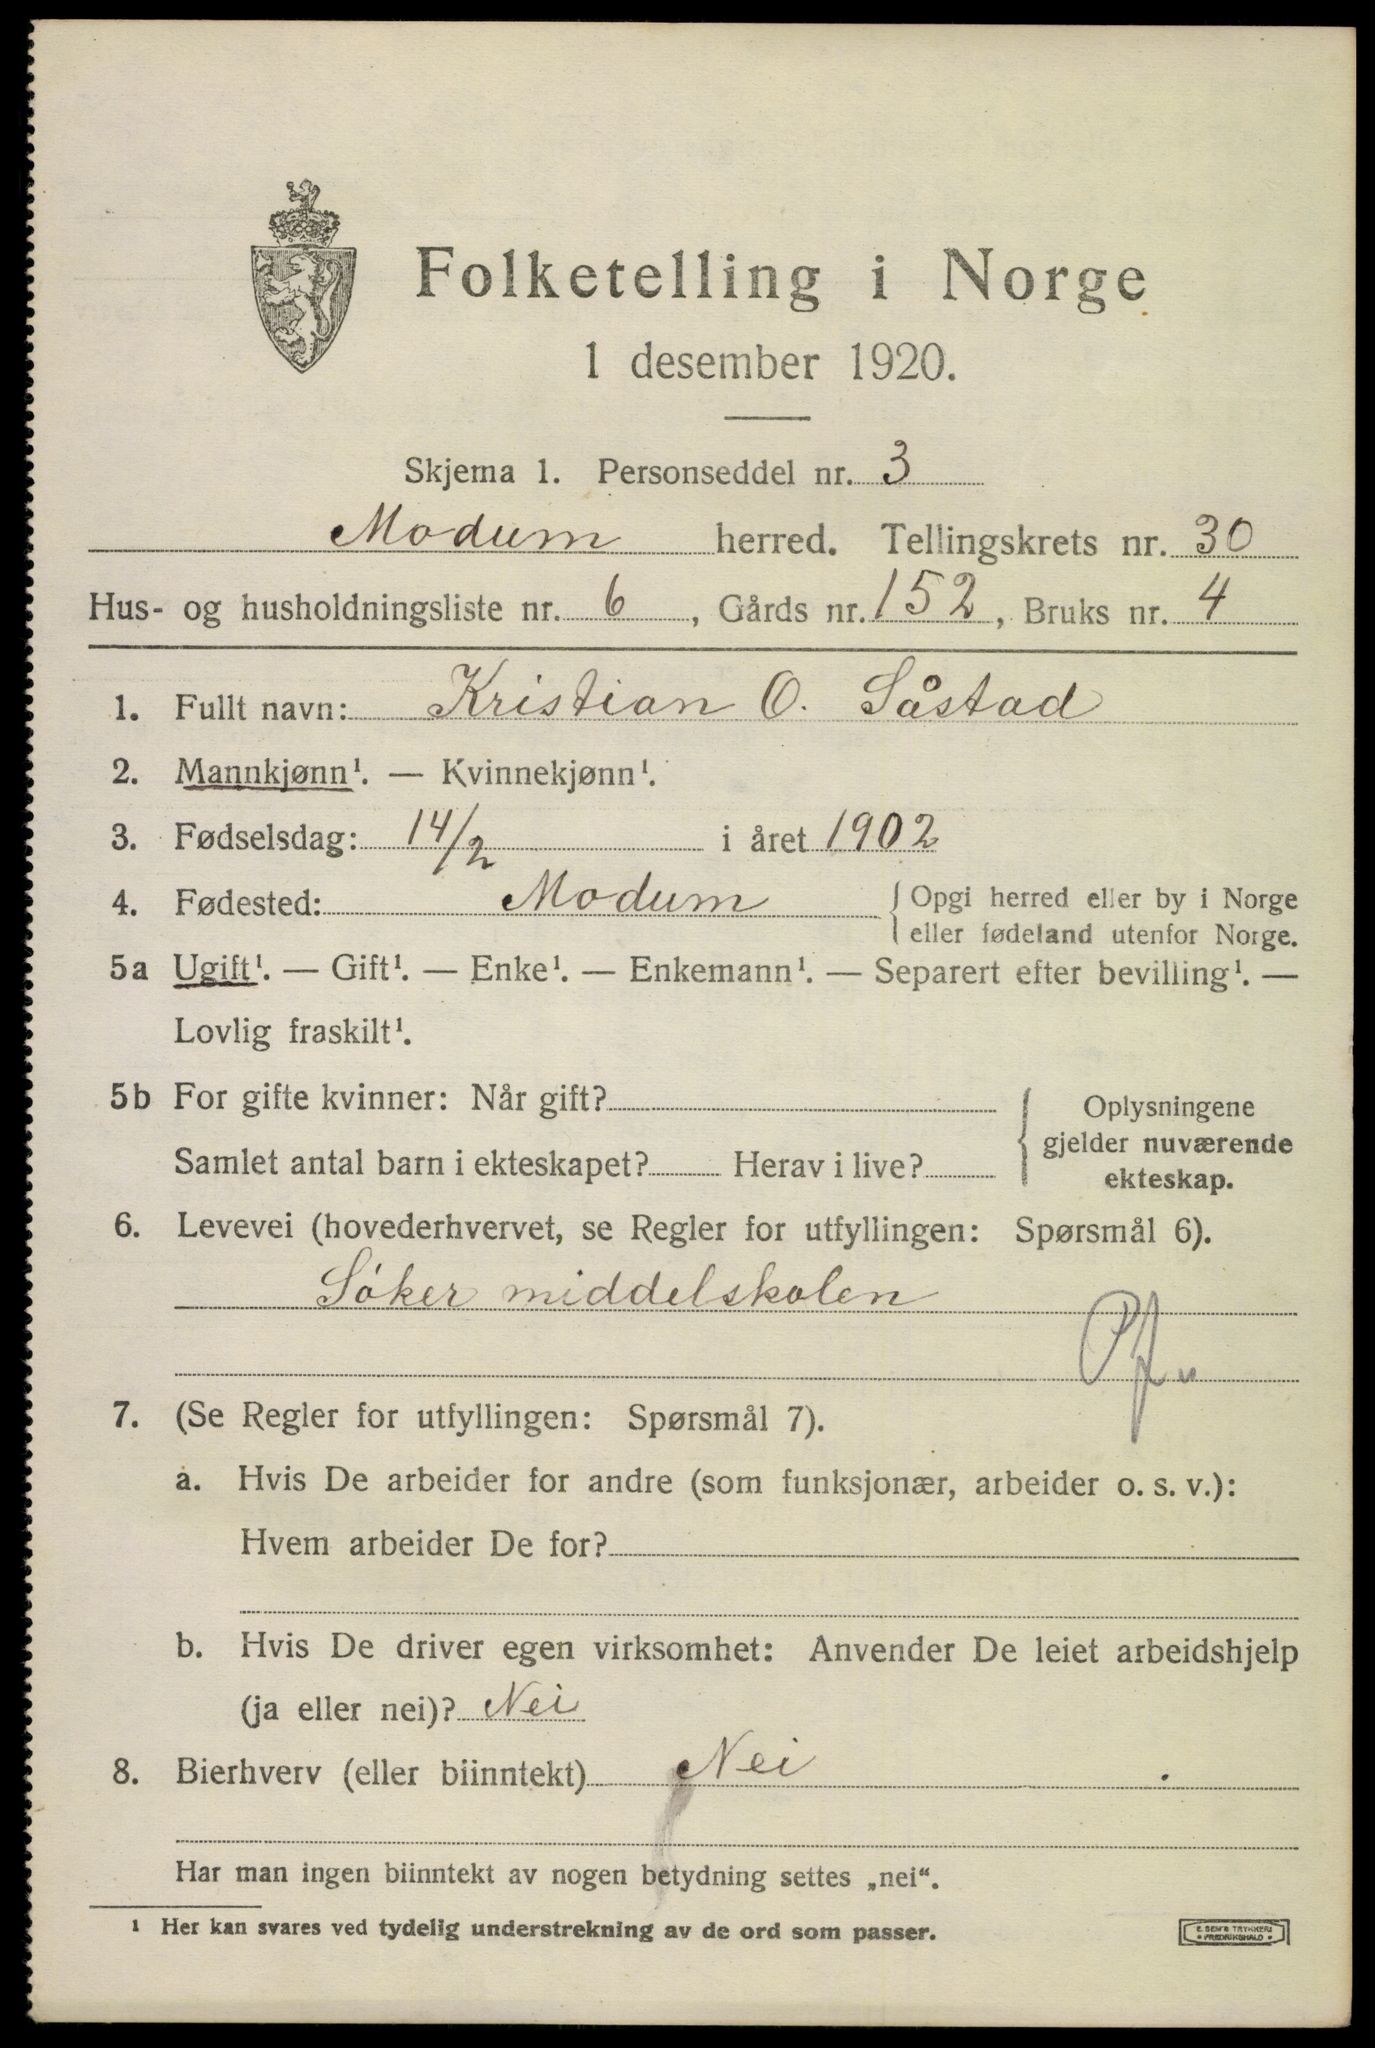 Folketelling i Norge
1 desember 1920.
Skjema 1. Personseddel nr. 3
Modum herred. Tellingskrets nr. 30
Hus- og husholdningsliste nr. 6, Gårds nr. 152, Bruks nr. 4
1. Fullt navn: Kristian O. Såstad
2. Mannkjønn¹. — Kvinnekjønn¹.
3. Fødselsdag: 14/2 i året 1902
4. Fødested: Modum { Opgi herred eller by i Norge
eller fødeland utenfor Norge.
5a Ugift¹. — Gift¹. — Enke¹. — Enkemann¹. — Separert efter bevilling¹. —
Lovlig fraskilt¹.
5b For gifte kvinner: Når gift?
Samlet antal barn i ekteskapet? Herav i live?
{ Oplysningene
gjelder nuværende
ekteskap.
6. Levevei (hovederhvervet, se Regler for utfyllingen: Spørsmål 6).
Söker middelskolen
7. (Se Regler for utfyllingen: Spørsmål 7).
a. Hvis De arbeider for andre (som funksjonær, arbeider o. s. v.):
Hvem arbeider De for?
b. Hvis De driver egen virksomhet: Anvender De leiet arbeidshjelp
(ja eller nei)? Nei
8. Bierhverv (eller biinntekt) Nei
Har man ingen biinntekt av nogen betydning settes „nei“.
¹ Her kan svares ved tydelig understrekning av de ord som passer.
E. SEM'S TRYKKERI
• FREDRIKSHALD •